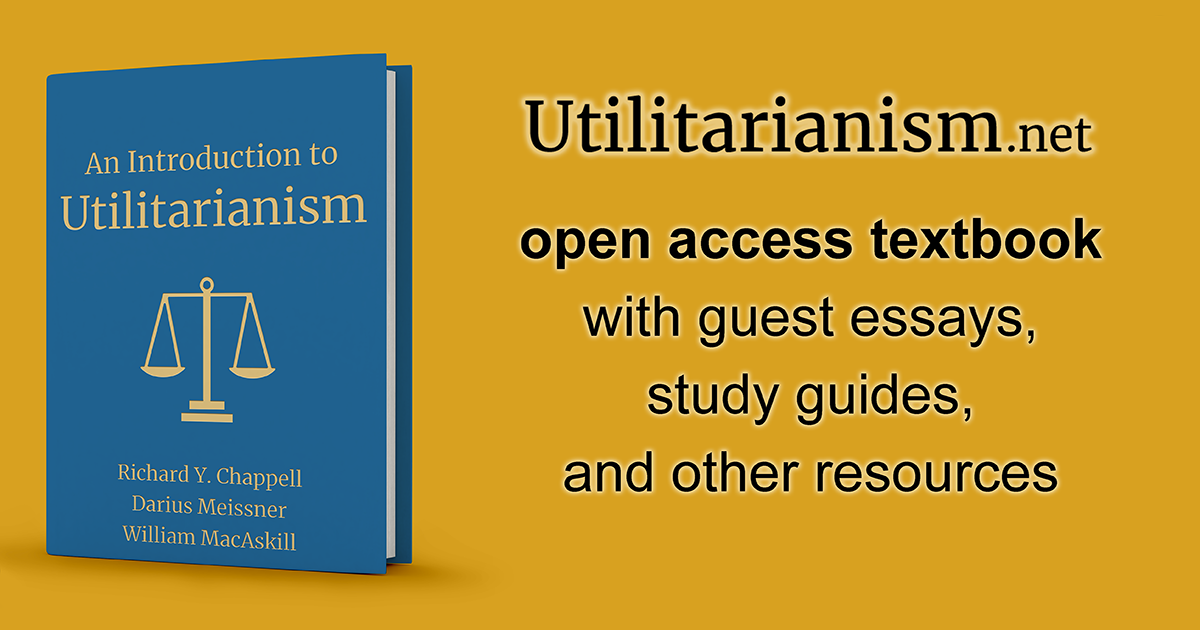 An Introduction to
Utilitarianism
Richard Y. Chappell
Darius Meissner
William MacAskill
Utilitarianism.net
open access textbook
with guest essays,
study guides,
and other resources